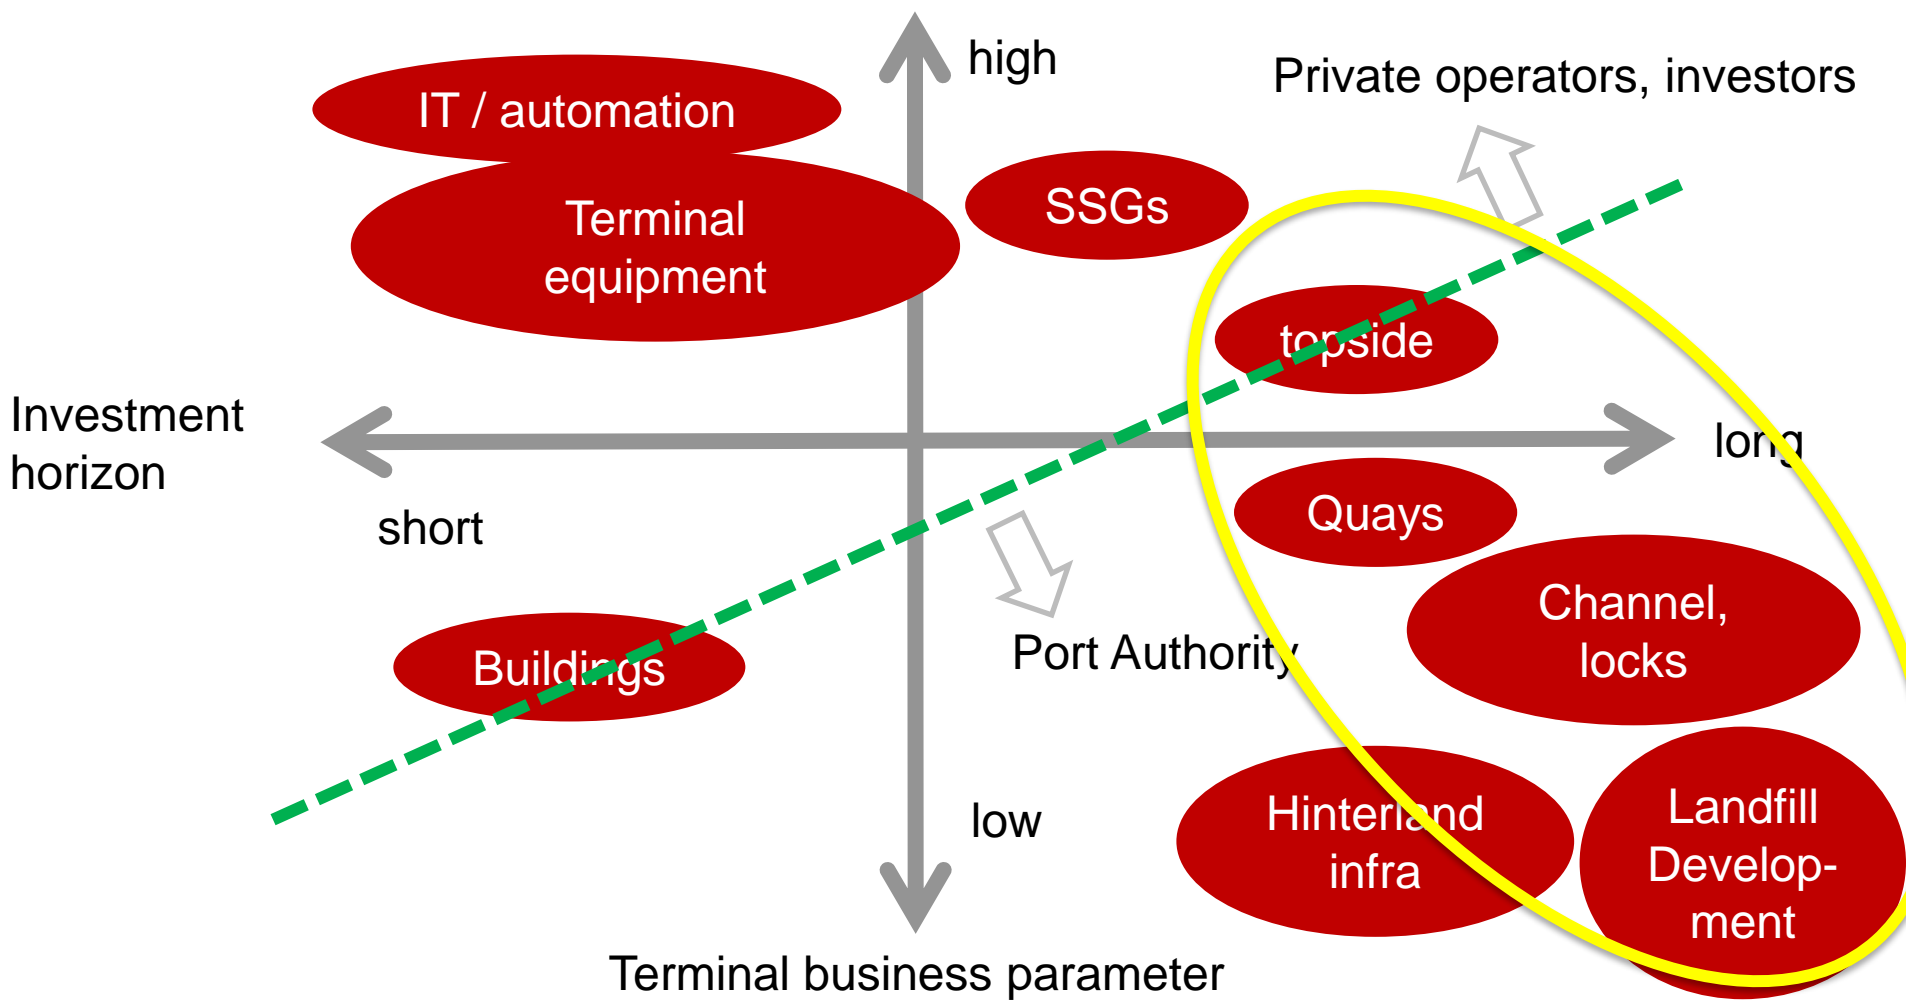 high
Private operators, investors
IT / automation
SSGs
Terminal
equipment
topside
Investment
horizon
long
short
Quays
Channel,
locks
Port Authority
Buildings
low
Hinterland
infra
Landfill
Develop-
ment
Terminal business parameter